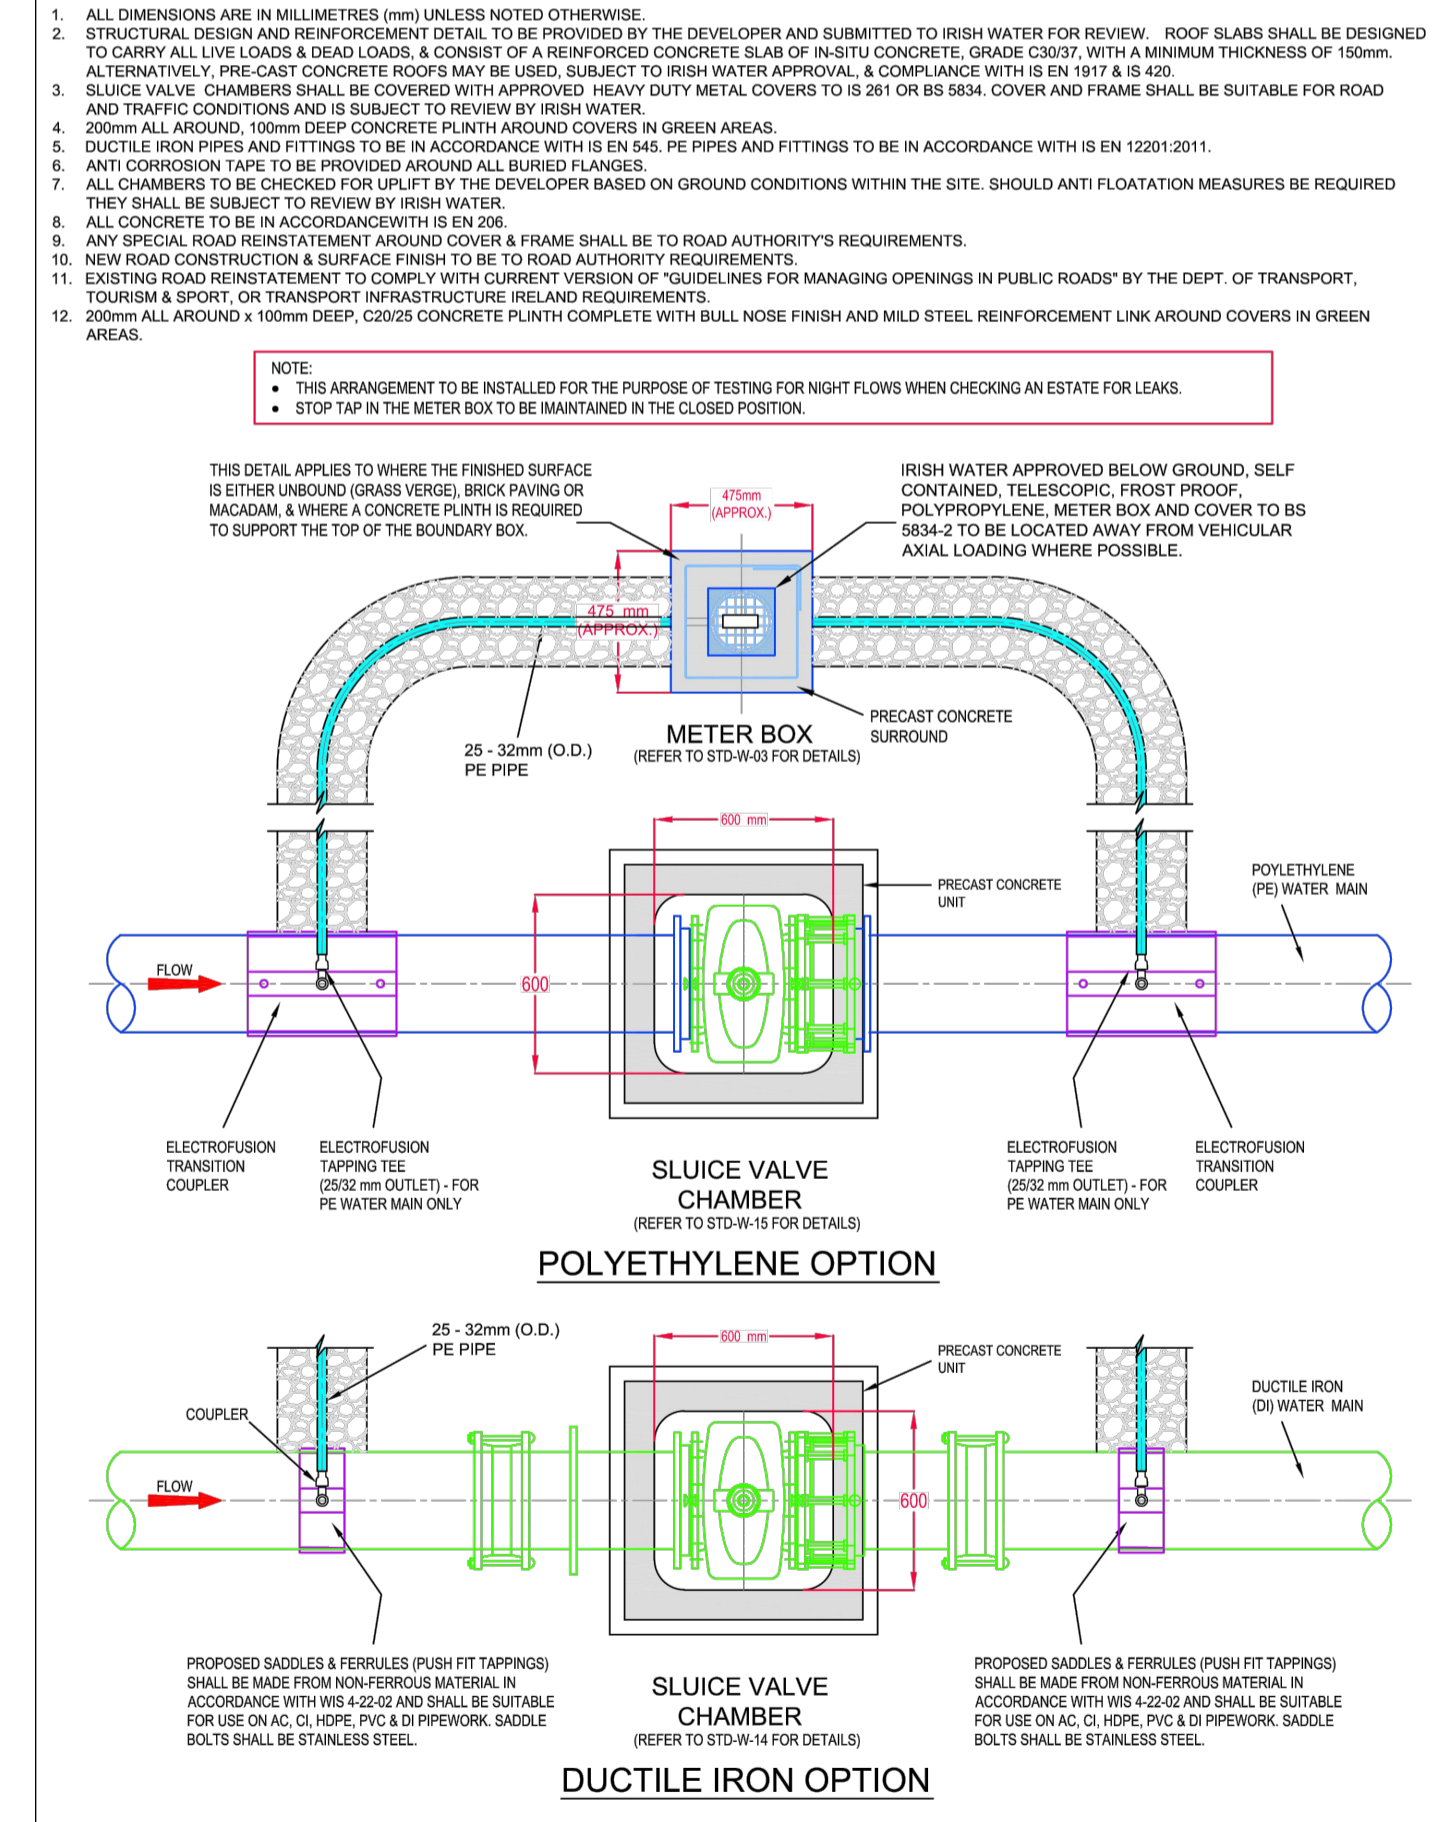 1. ALL DIMENSIONS ARE IN MILLIMETRES (mm) UNLESS NOTED OTHERWISE.
2. STRUCTURAL DESIGN AND REINFORCEMENT DETAIL TO BE PROVIDED BY THE DEVELOPER AND SUBMITTED TO IRISH WATER FOR REVIEW. ROOF SLABS SHALL BE DESIGNED
TO CARRY ALL LIVE LOADS & DEAD LOADS, & CONSIST OF A REINFORCED CONCRETE SLAB OF IN-SITU CONCRETE, GRADE C30/37, WITH A MINIMUM THICKNESS OF 150mm.
ALTERNATIVELY, PRE-CAST CONCRETE ROOFS MAY BE USED, SUBJECT TO IRISH WATER APPROVAL, & COMPLIANCE WITH IS EN 1917 & IS 420.
3. SLUICE VALVE CHAMBERS SHALL BE COVERED WITH APPROVED HEAVY DUTY METAL COVERS TO IS 261 OR BS 5834. COVER AND FRAME SHALL BE SUITABLE FOR ROAD
AND TRAFFIC CONDITIONS AND IS SUBJECT TO REVIEW BY IRISH WATER.
4. 200mm ALL AROUND, 100mm DEEP CONCRETE PLINTH AROUND COVERS IN GREEN AREAS.
5. DUCTILE IRON PIPES AND FITTINGS TO BE IN ACCORDANCE WITH IS EN 545. PE PIPES AND FITTINGS TO BE IN ACCORDANCE WITH IS EN 12201:2011.
6. ANTI CORROSION TAPE TO BE PROVIDED AROUND ALL BURIED FLANGES.
7. ALL CHAMBERS TO BE CHECKED FOR UPLIFT BY THE DEVELOPER BASED ON GROUND CONDITIONS WITHIN THE SITE. SHOULD ANTI FLOATATION MEASURES BE REQUIRED
THEY SHALL BE SUBJECT TO REVIEW BY IRISH WATER.
8. ALL CONCRETE TO BE IN ACCORDANCEWITH IS EN 206.
9. ANY SPECIAL ROAD REINSTATEMENT AROUND COVER & FRAME SHALL BE TO ROAD AUTHORITY'S REQUIREMENTS.
10. NEW ROAD CONSTRUCTION & SURFACE FINISH TO BE TO ROAD AUTHORITY REQUIREMENTS.
11. EXISTING ROAD REINSTATEMENT TO COMPLY WITH CURRENT VERSION OF "GUIDELINES FOR MANAGING OPENINGS IN PUBLIC ROADS" BY THE DEPT. OF TRANSPORT,
TOURISM & SPORT, OR TRANSPORT INFRASTRUCTURE IRELAND REQUIREMENTS.
12. 200mm ALL AROUND x 100mm DEEP, C20/25 CONCRETE PLINTH COMPLETE WITH BULL NOSE FINISH AND MILD STEEL REINFORCEMENT LINK AROUND COVERS IN GREEN
AREAS.
NOTE:
• THIS ARRANGEMENT TO BE INSTALLED FOR THE PURPOSE OF TESTING FOR NIGHT FLOWS WHEN CHECKING AN ESTATE FOR LEAKS.
• STOP TAP IN THE METER BOX TO BE IMAINTAINED IN THE CLOSED POSITION.
THIS DETAIL APPLIES TO WHERE THE FINISHED SURFACE
IS EITHER UNBOUND (GRASS VERGE), BRICK PAVING OR
MACADAM, & WHERE A CONCRETE PLINTH IS REQUIRED
TO SUPPORT THE TOP OF THE BOUNDARY BOX.
475mm
(APPROX.)
IRISH WATER APPROVED BELOW GROUND, SELF
CONTAINED, TELESCOPIC, FROST PROOF,
POLYPROPYLENE, METER BOX AND COVER TO BS
5834-2 TO BE LOCATED AWAY FROM VEHICULAR
AXIAL LOADING WHERE POSSIBLE.
475 mm
(APPROX.)
25 - 32mm (O.D.)
PE PIPE
METER BOX
(REFER TO STD-W-03 FOR DETAILS)
PRECAST CONCRETE
SURROUND
600 mm
PRECAST CONCRETE
UNIT
POYLETHYLENE
(PE) WATER MAIN
FLOW
600
ELECTROFUSION
TRANSITION
COUPLER
ELECTROFUSION
TAPPING TEE
(25/32 mm OUTLET) - FOR
PE WATER MAIN ONLY
SLUICE VALVE
CHAMBER
(REFER TO STD-W-15 FOR DETAILS)
ELECTROFUSION
TAPPING TEE
(25/32 mm OUTLET) - FOR
PE WATER MAIN ONLY
ELECTROFUSION
TRANSITION
COUPLER
POLYETHYLENE OPTION
25 - 32mm (O.D.)
PE PIPE
600 mm
PRECAST CONCRETE
UNIT
COUPLER
DUCTILE IRON
(DI) WATER MAIN
FLOW
600
PROPOSED SADDLES & FERRULES (PUSH FIT TAPPINGS)
SHALL BE MADE FROM NON-FERROUS MATERIAL IN
ACCORDANCE WITH WIS 4-22-02 AND SHALL BE SUITABLE
FOR USE ON AC, CI, HDPE, PVC & DI PIPEWORK. SADDLE
BOLTS SHALL BE STAINLESS STEEL.
SLUICE VALVE
CHAMBER
(REFER TO STD-W-14 FOR DETAILS)
PROPOSED SADDLES & FERRULES (PUSH FIT TAPPINGS)
SHALL BE MADE FROM NON-FERROUS MATERIAL IN
ACCORDANCE WITH WIS 4-22-02 AND SHALL BE SUITABLE
FOR USE ON AC, CI, HDPE, PVC & DI PIPEWORK. SADDLE
BOLTS SHALL BE STAINLESS STEEL.
DUCTILE IRON OPTION